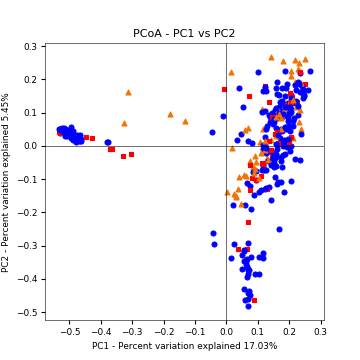 PCoA - PC1 vs PC2
PC2 - Percent variation explained 5.45%
0.3
0.2
0.1
0.0
−0.1
−0.2
−0.3
−0.4
−0.5
−0.5 −0.4 −0.3 −0.2 −0.1 0.0 0.1 0.2 0.3
PC1 - Percent variation explained 17.03%